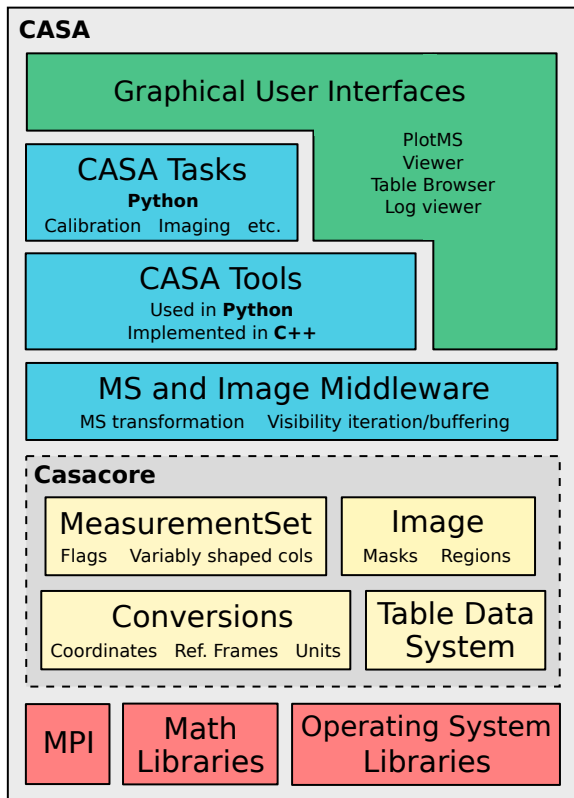 CASA
Graphical User Interfaces
PlotMS
Viewer
Table Browser
Log viewer
CASA Tasks
Python
Calibration Imaging etc.
CASA Tools
Used in Python
Implemented in C++
MS and Image Middleware
MS transformation Visibility iteration/buffering
Casacore
MeasurementSet
Flags Variably shaped cols
Image
Masks Regions
Conversions
Coordinates Ref. Frames Units
Table Data
System
MPI
Math
Libraries
Operating System
Libraries